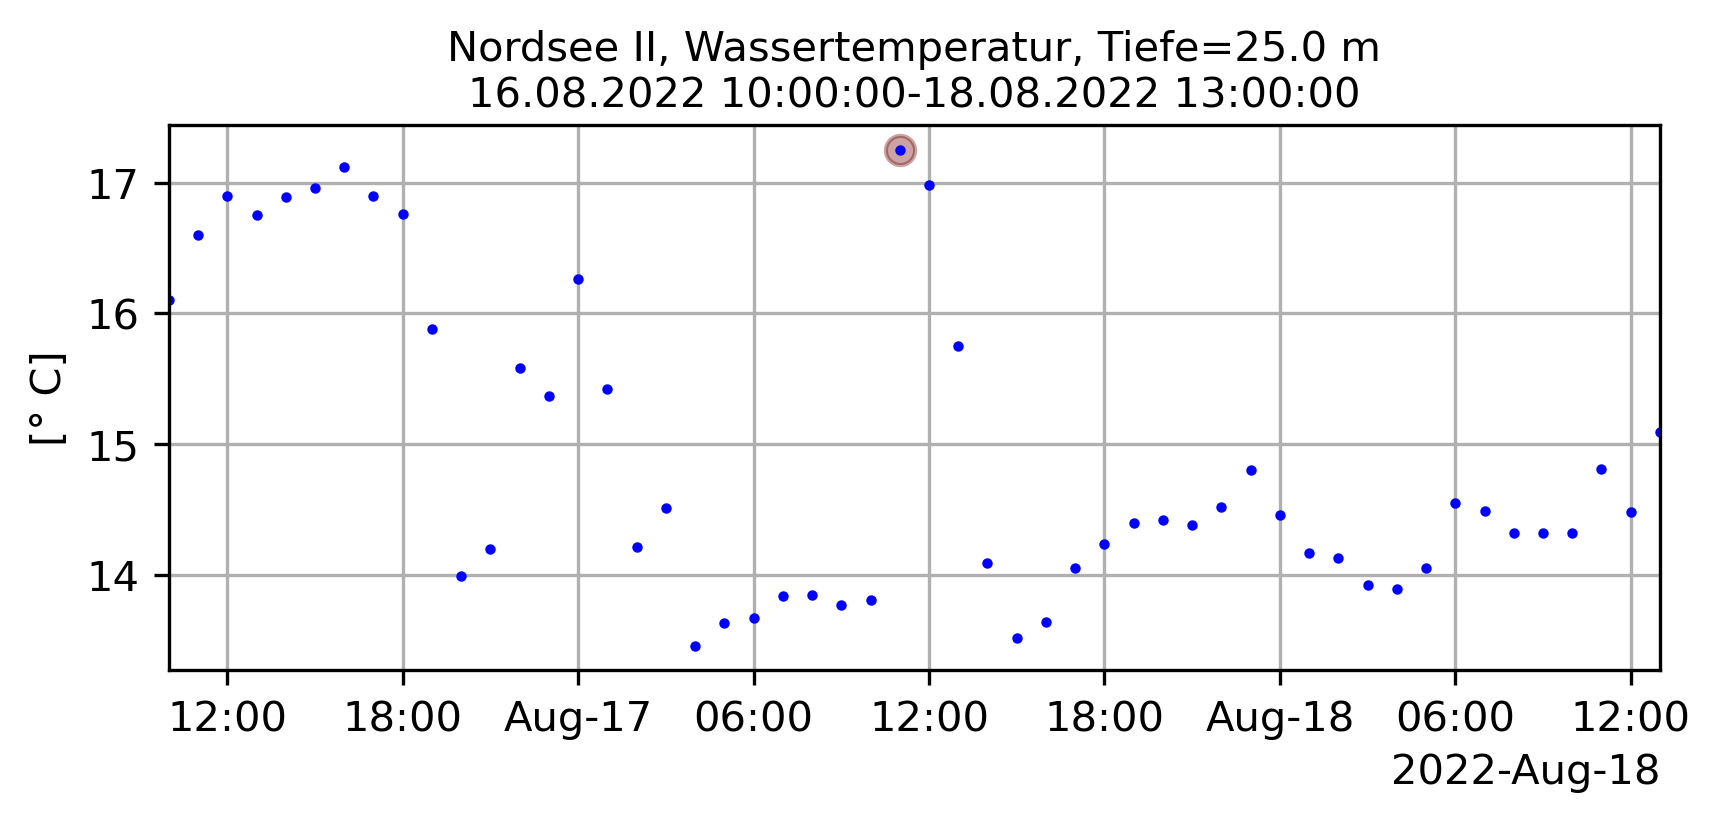 Nordsee II, Wassertemperatur, Tiefe=25.0 m
16.08.2022 10:00:00-18.08.2022 13:00:00
17
16
15
14
[° C]
12:00 18:00 Aug-17 06:00 12:00 18:00 Aug-18 06:00 12:00
2022-Aug-18